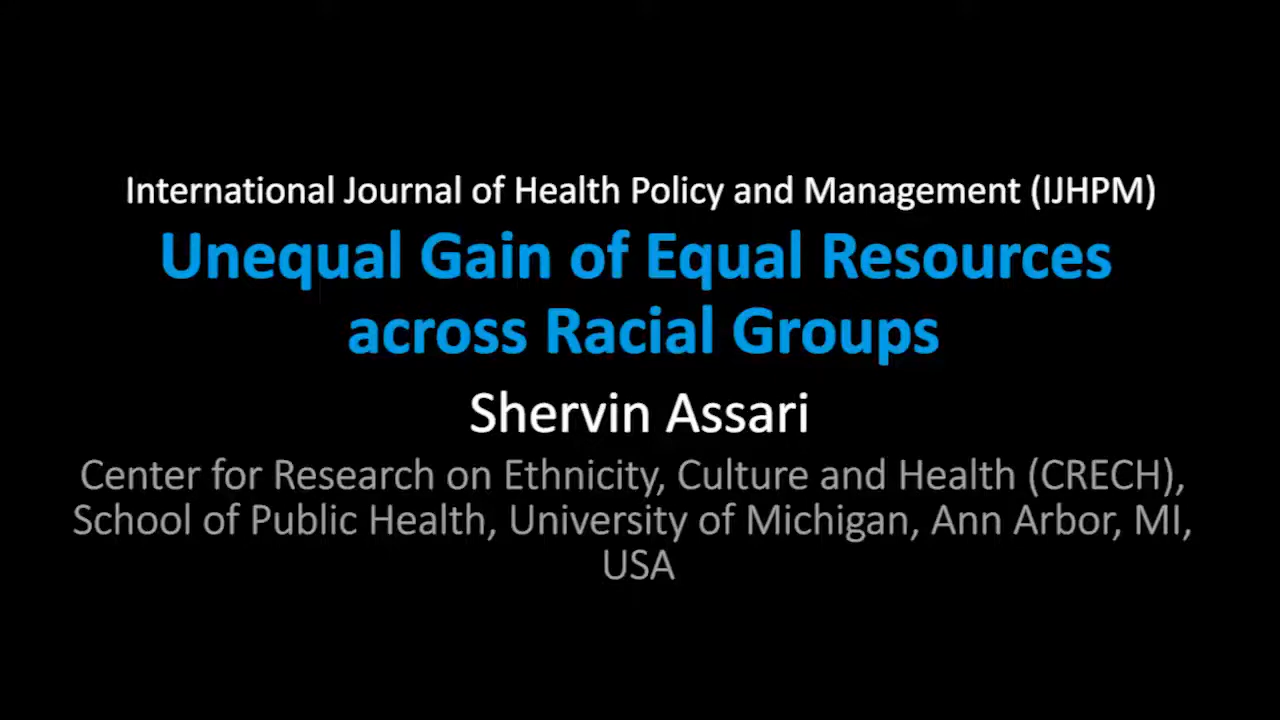 International Journal of Health Policy and Management (IJHPM)
Unequal Gain of Equal Resources
across Racial Groups
Shervin Assari
Center for Research on Ethnicity, Culture and Health (CRECH),
School of Public Health, University of Michigan, Ann Arbor, MI,
USA